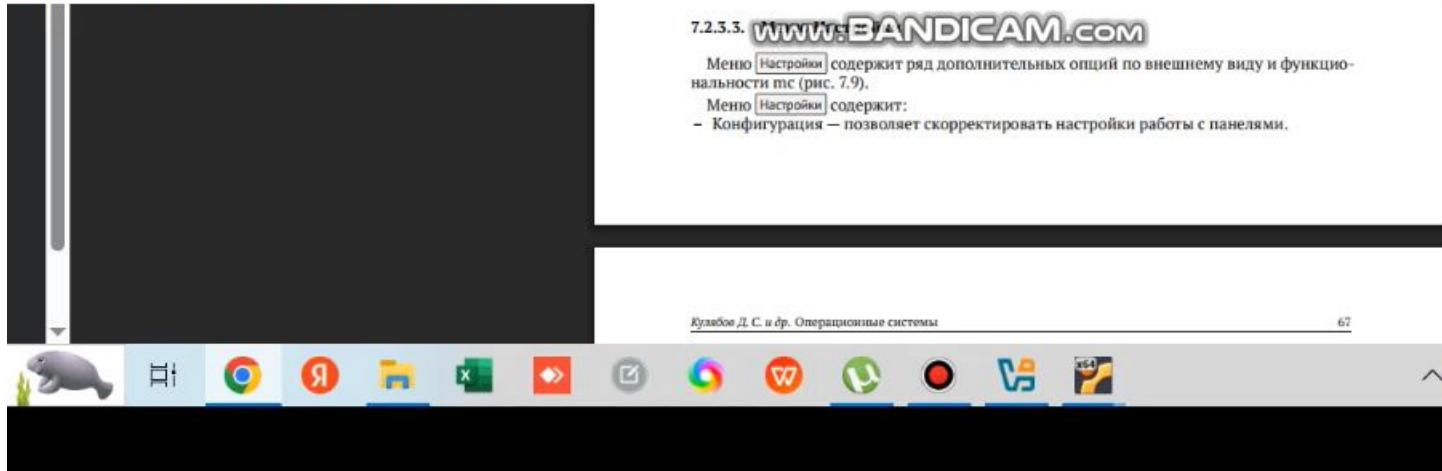 7.2.3.3.
www.BANDICAM.com
Меню Настройки содержит ряд дополнительных опций по внешнему виду и функцио-
нальности mc (рис. 7.9).
Меню Настройки содержит:
– Конфигурация — позволяет скорректировать настройки работы с панелями.
Кулябов Д. С. и др. Операционные системы 67
Я
x64